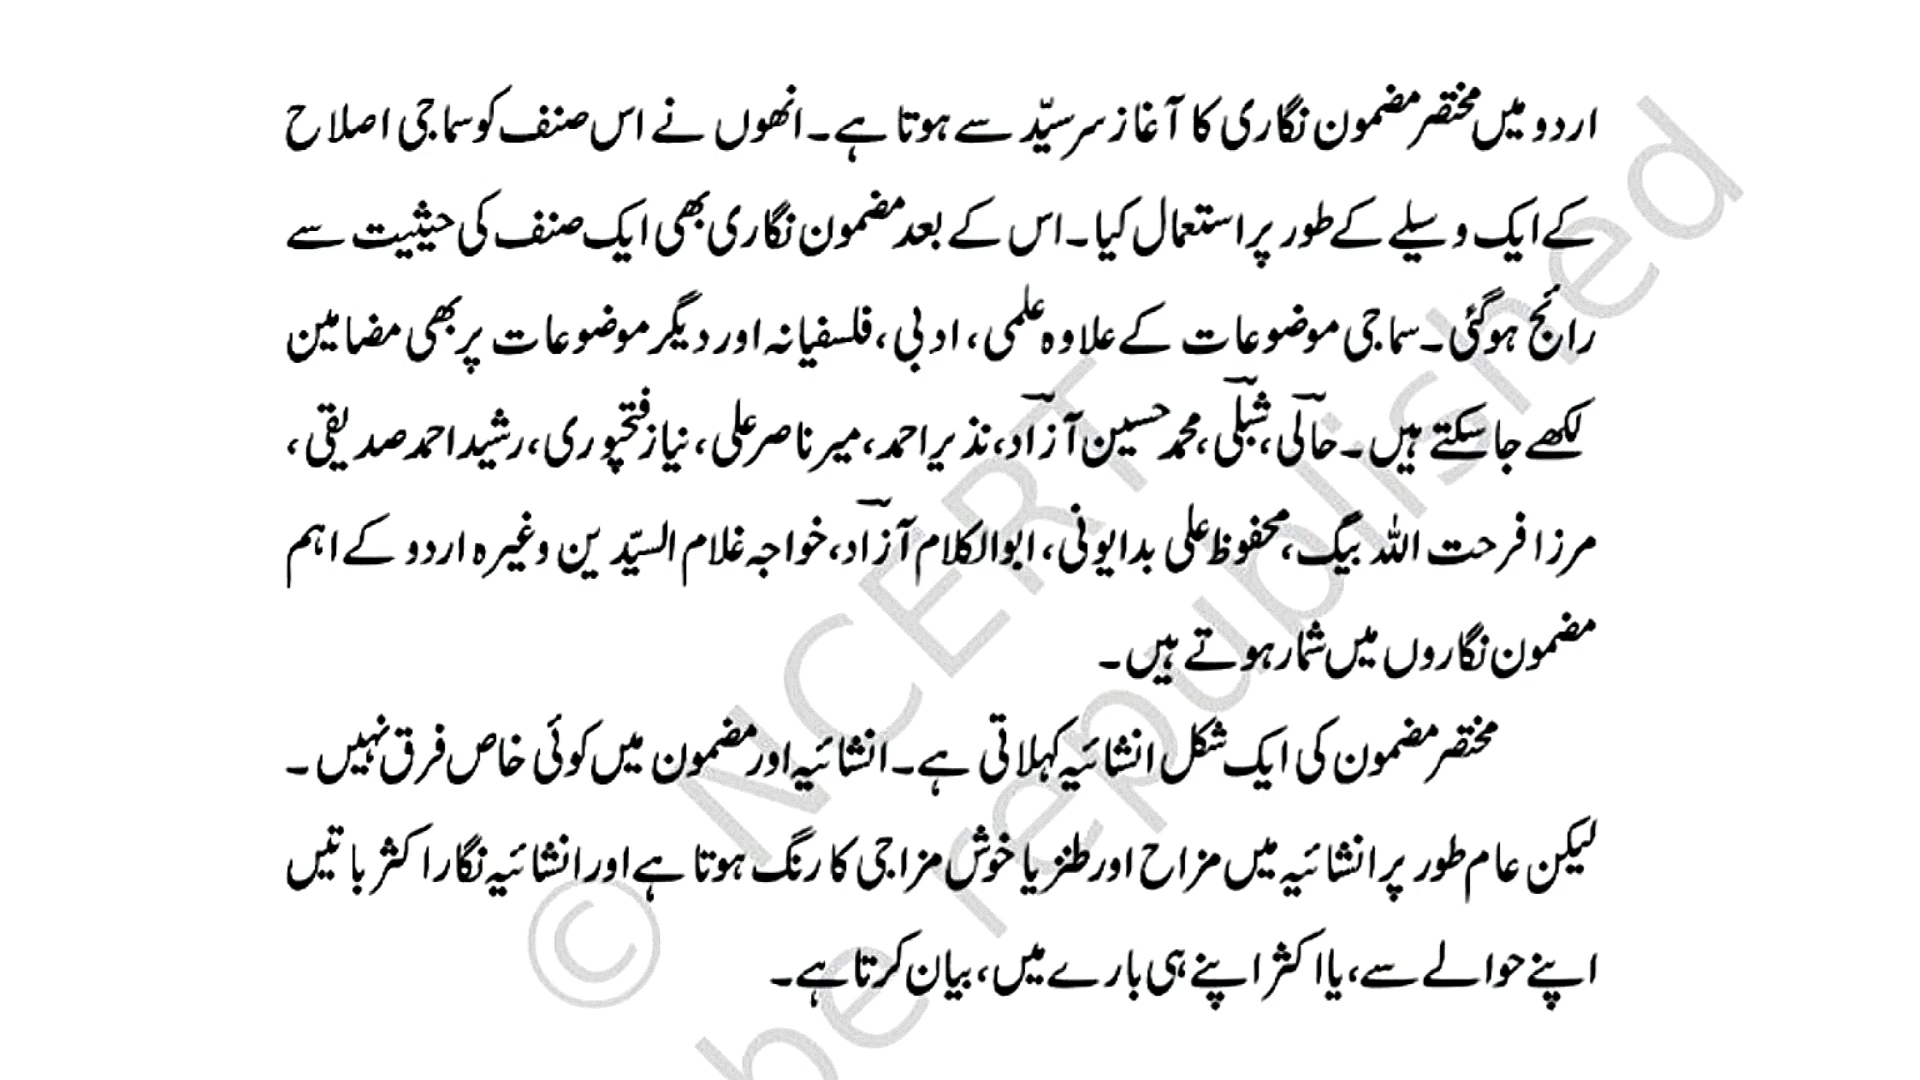 اردو میں مختصر مضمون نگاری کا آغاز سرسیّد سے ہوتا ہے۔ انھوں نے اس صنف کو سماجی اصلاح
کے ایک وسیلے کے طور پر استعمال کیا۔ اس کے بعد مضمون نگاری بھی ایک صنف کی حیثیت سے
رائج ہوگئی۔ سماجی موضوعات کے علاوہ علمی، ادبی، فلسفیانہ اور دیگر موضوعات پر بھی مضامین
لکھے جاسکتے ہیں۔ حالؔی، شبلؔی، محمد حسین آزادؔ، نذیر احمد، میر ناصر علی، نیاز فتحپوری، رشید احمد صدیقی،
مرزا فرحت اللہ بیگ، محفوظ علی بدایونی، ابوالکلام آزادؔ، خواجہ غلام السیّدین وغیرہ اردو کے اہم
مضمون نگاروں میں شمار ہوتے ہیں۔
مختصر مضمون کی ایک شکل انشائیہ کہلاتی ہے۔ انشائیہ اور مضمون میں کوئی خاص فرق نہیں۔
لیکن عام طور پر انشائیہ میں مزاح اور طنز یا خوش مزاجی کا رنگ ہوتا ہے اور انشائیہ نگار اکثر باتیں
اپنے حوالے سے، یا اکثر اپنے ہی بارے میں، بیان کرتا ہے۔
© NCERT
be republished